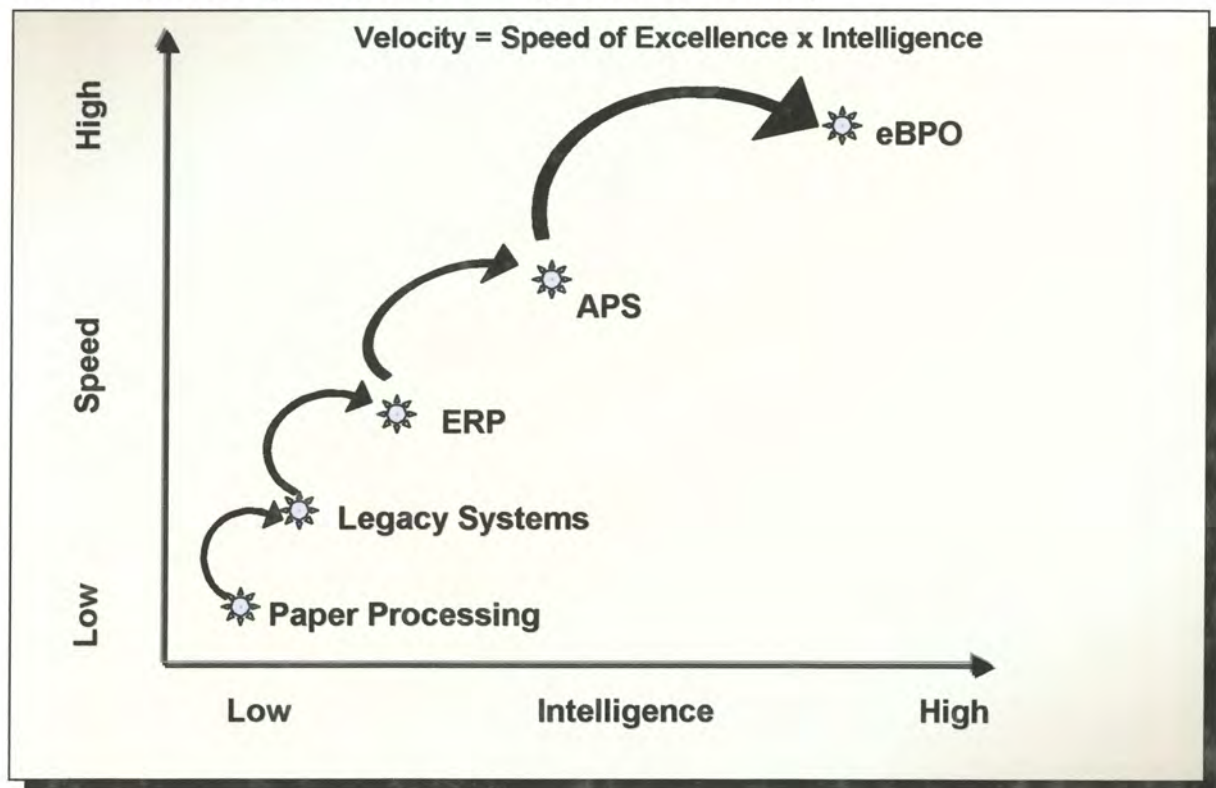 Velocity = Speed of Excellence x Intelligence
High
eBPO
APS
Speed
ERP
Legacy Systems
Low
Paper Processing
Low
Intelligence
High